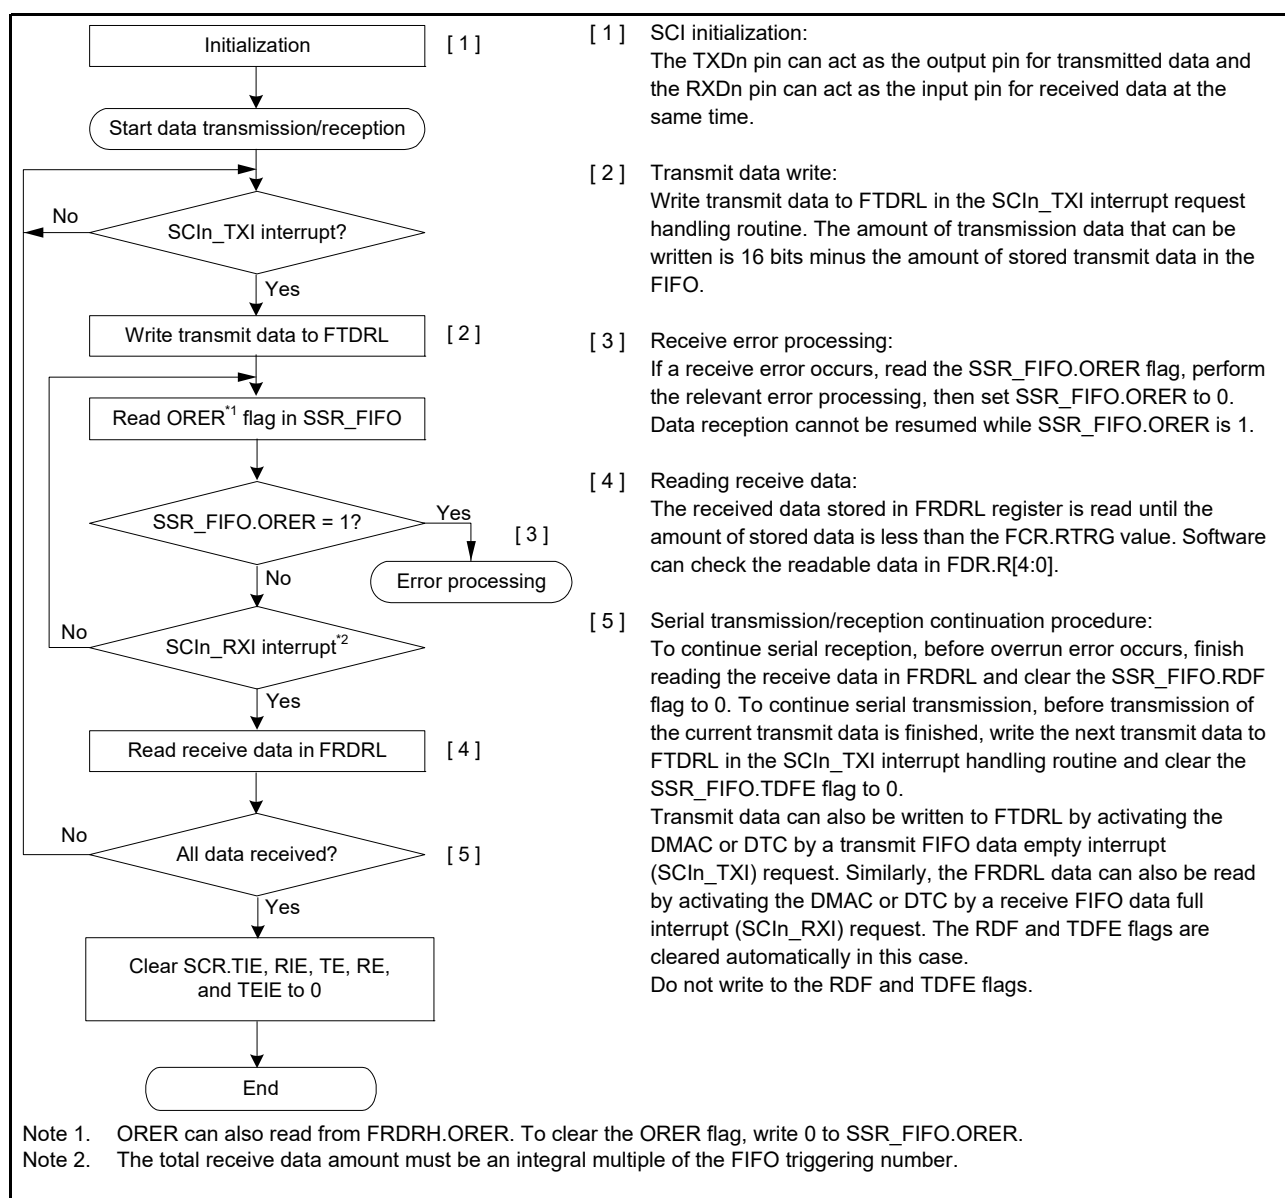 Initialization
[ 1 ]
Start data transmission/reception
No
SCIn_TXI interrupt?
Yes
Write transmit data to FTDRL
[ 2 ]
Read ORER*1 flag in SSR_FIFO
SSR_FIFO.ORER = 1?
Yes
[ 3 ]
Error processing
No
No
SCIn_RXI interrupt*2
Yes
Read receive data in FRDRL
[ 4 ]
No
All data received?
[ 5 ]
Yes
Clear SCR.TIE, RIE, TE, RE,
and TEIE to 0
End
[ 1 ] SCI initialization:
The TXDn pin can act as the output pin for transmitted data and
the RXDn pin can act as the input pin for received data at the
same time.
[ 2 ] Transmit data write:
Write transmit data to FTDRL in the SCIn_TXI interrupt request
handling routine. The amount of transmission data that can be
written is 16 bits minus the amount of stored transmit data in the
FIFO.
[ 3 ] Receive error processing:
If a receive error occurs, read the SSR_FIFO.ORER flag, perform
the relevant error processing, then set SSR_FIFO.ORER to 0.
Data reception cannot be resumed while SSR_FIFO.ORER is 1.
[ 4 ] Reading receive data:
The received data stored in FRDRL register is read until the
amount of stored data is less than the FCR.RTRG value. Software
can check the readable data in FDR.R[4:0].
[ 5 ] Serial transmission/reception continuation procedure:
To continue serial reception, before overrun error occurs, finish
reading the receive data in FRDRL and clear the SSR_FIFO.RDF
flag to 0. To continue serial transmission, before transmission of
the current transmit data is finished, write the next transmit data to
FTDRL in the SCIn_TXI interrupt handling routine and clear the
SSR_FIFO.TDFE flag to 0.
Transmit data can also be written to FTDRL by activating the
DMAC or DTC by a transmit FIFO data empty interrupt
(SCIn_TXI) request. Similarly, the FRDRL data can also be read
by activating the DMAC or DTC by a receive FIFO data full
interrupt (SCIn_RXI) request. The RDF and TDFE flags are
cleared automatically in this case.
Do not write to the RDF and TDFE flags.
Note 1. ORER can also read from FRDRH.ORER. To clear the ORER flag, write 0 to SSR_FIFO.ORER.
Note 2. The total receive data amount must be an integral multiple of the FIFO triggering number.